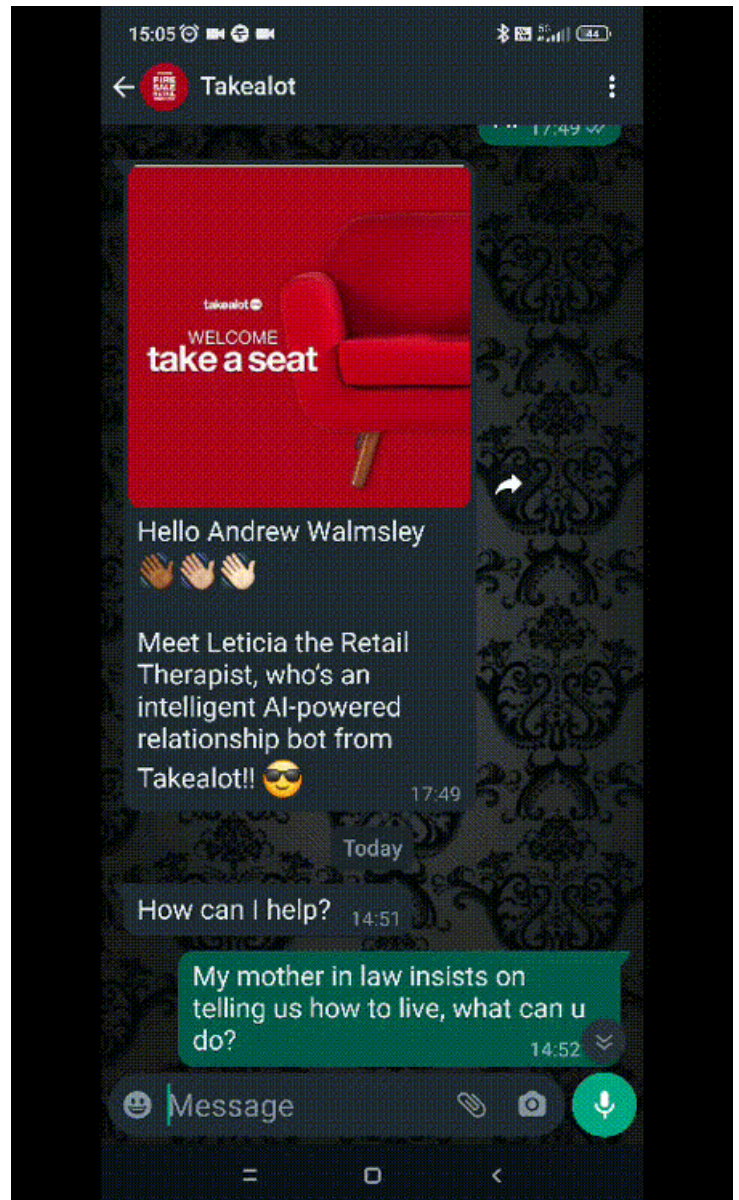 15:05
44
Takealot
17:49
takealot
WELCOME
take a seat
Hello Andrew Walmsley
Meet Leticia the Retail
Therapist, who's an
intelligent AI-powered
relationship bot from
Takealot!!
17:49
Today
How can I help? 14:51
My mother in law insists on
telling us how to live, what can u
do?
14:52
Message